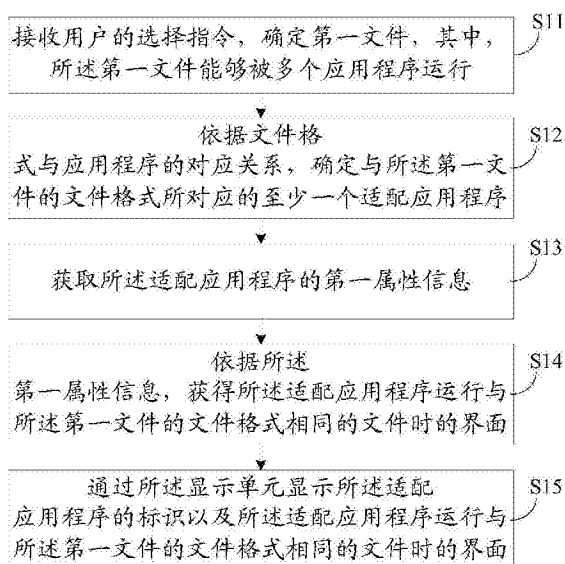 接收用户的选择指令，确定第一文件，其中，
所述第一文件能够被多个应用程序运行
S11
依据文件格
式与应用程序的对应关系，确定与所述第一文
件的文件格式所对应的至少一个适配应用程序
S12
获取所述适配应用程序的第一属性信息
S13
依据所述
第一属性信息，获得所述适配应用程序运行与
所述第一文件的文件格式相同的文件时的界面
S14
通过所述显示单元显示所述适配
应用程序的标识以及所述适配应用程序运行与
所述第一文件的文件格式相同的文件时的界面
S15